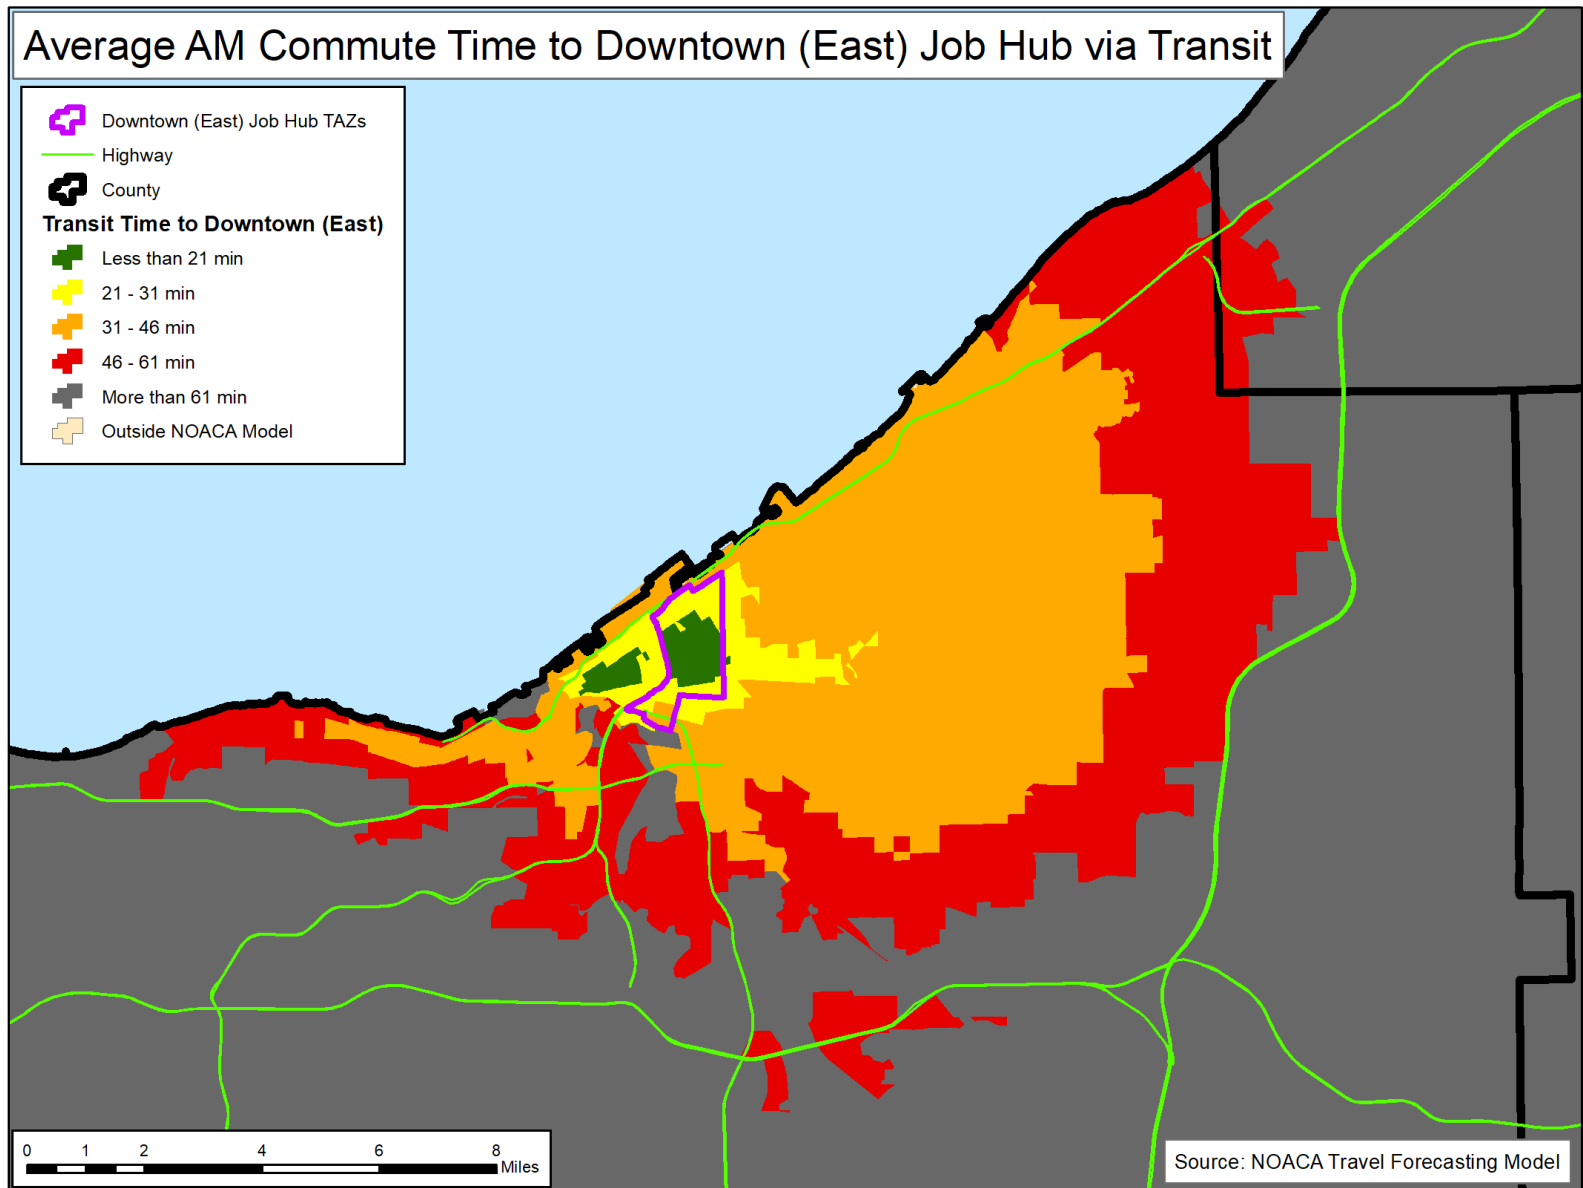 Average AM Commute Time to Downtown (East) Job Hub via Transit
Downtown (East) Job Hub TAZs
Highway
County
Transit Time to Downtown (East)
Less than 21 min
21 - 31 min
31 - 46 min
46 - 61 min
More than 61 min
Outside NOACA Model
0 1 2 4 6 8
Miles
Source: NOACA Travel Forecasting Model